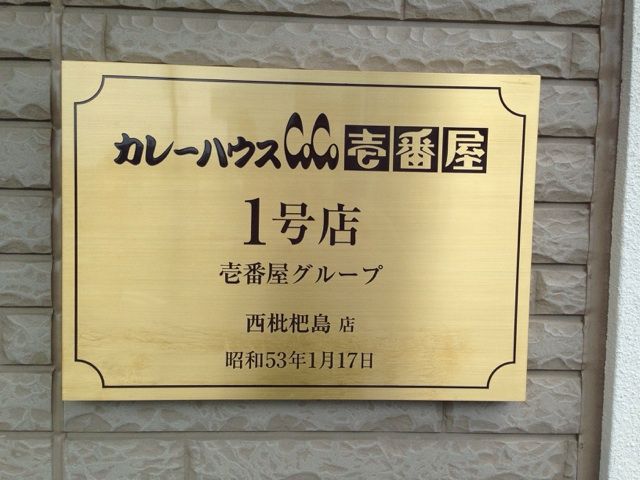 カレーハウスCoCo壱番屋
1号店
壱番屋グループ
西枇杷島 店
昭和53年1月17日